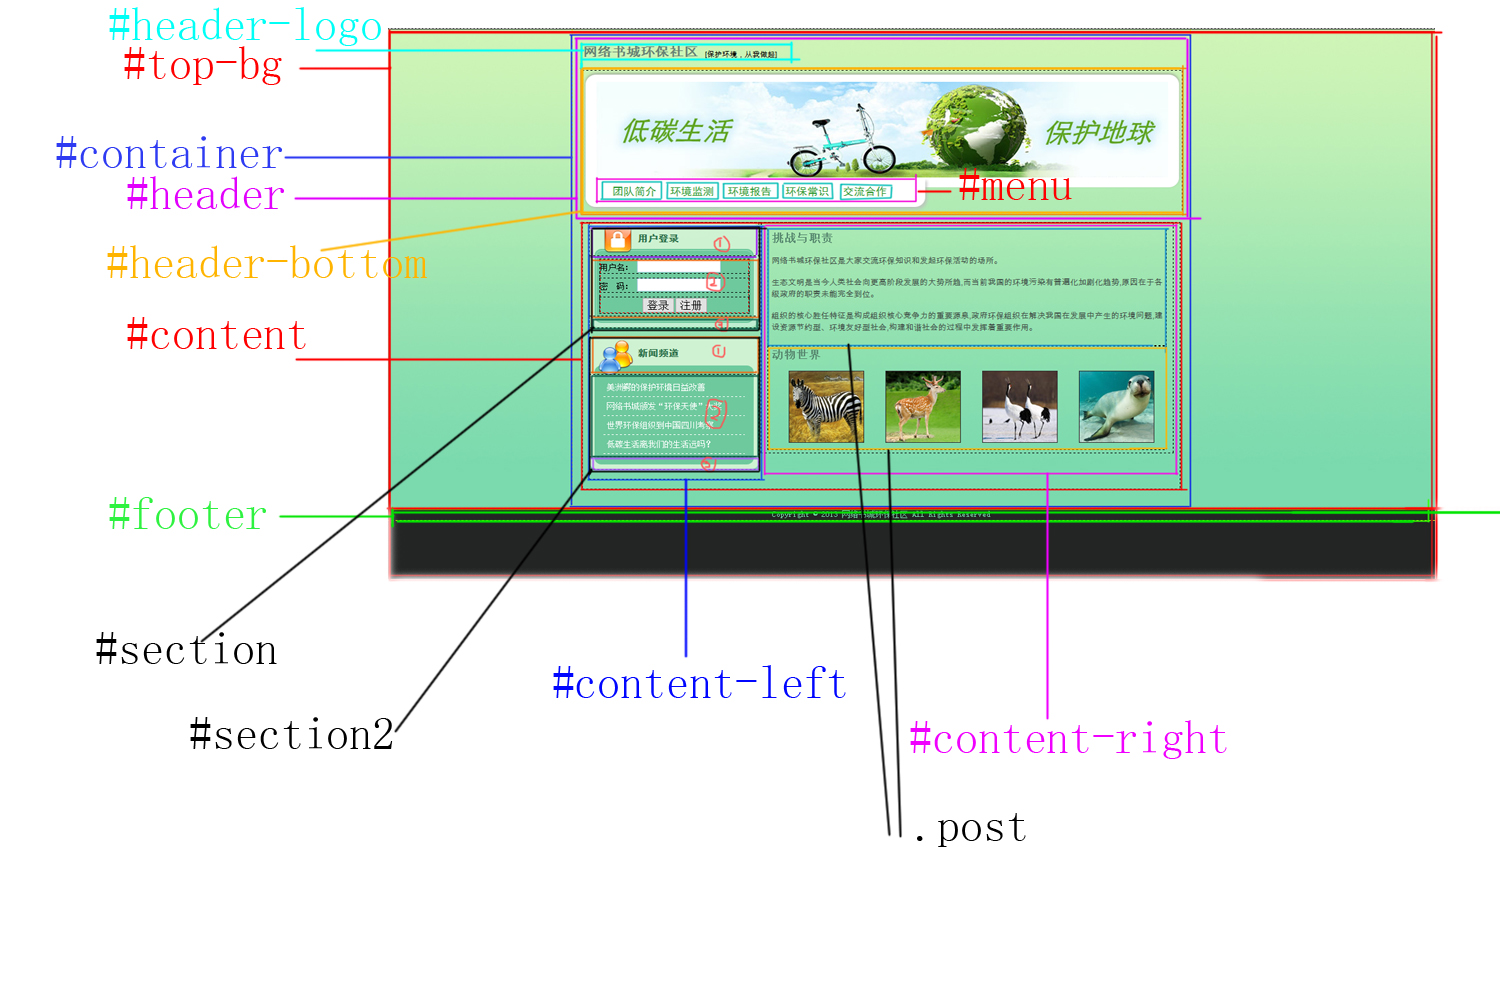 #header-logo
#top-bg
#container
#header
#header-bottom
#content
#footer
#section
#section2
#content-left
#content-right
.post
#menu
网络书城环保社区 [保护环境，从我做起]
低碳生活
保护地球
团队简介 环境监测 环境报告 环保常识 交流合作
用户登录 1
用户名:
密 码: 2
登录 注册
3
新闻频道 1
美洲狮的保护环境日益改善
网络书城颁发“环保天使” 2
世界环保组织到中国四川考
低碳生活离我们的生活远吗?
3
挑战与职责
网络书城环保社区是大家交流环保知识和发起环保活动的场所。
生态文明是当今人类社会向更高阶段发展的大势所趋,而当前我国的环境污染有普遍化加剧化趋势,原因在于各
级政府的职责未能完全到位。
组织的核心胜任特征是构成组织核心竞争力的重要源泉,政府环保组织在解决我国在发展中产生的环境问题,建
设资源节约型、环境友好型社会,构建和谐社会的过程中发挥着重要作用。
动物世界
Copyright © 2013 网络书城环保社区 All Rights Reserved